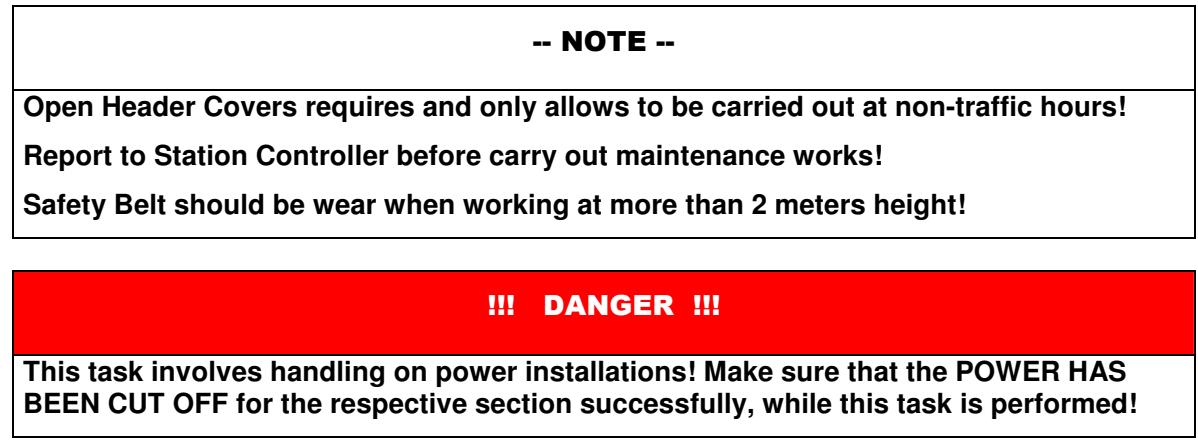 -- NOTE --
Open Header Covers requires and only allows to be carried out at non-traffic hours!
Report to Station Controller before carry out maintenance works!
Safety Belt should be wear when working at more than 2 meters height!
!!! DANGER !!!
This task involves handling on power installations! Make sure that the POWER HAS
BEEN CUT OFF for the respective section successfully, while this task is performed!